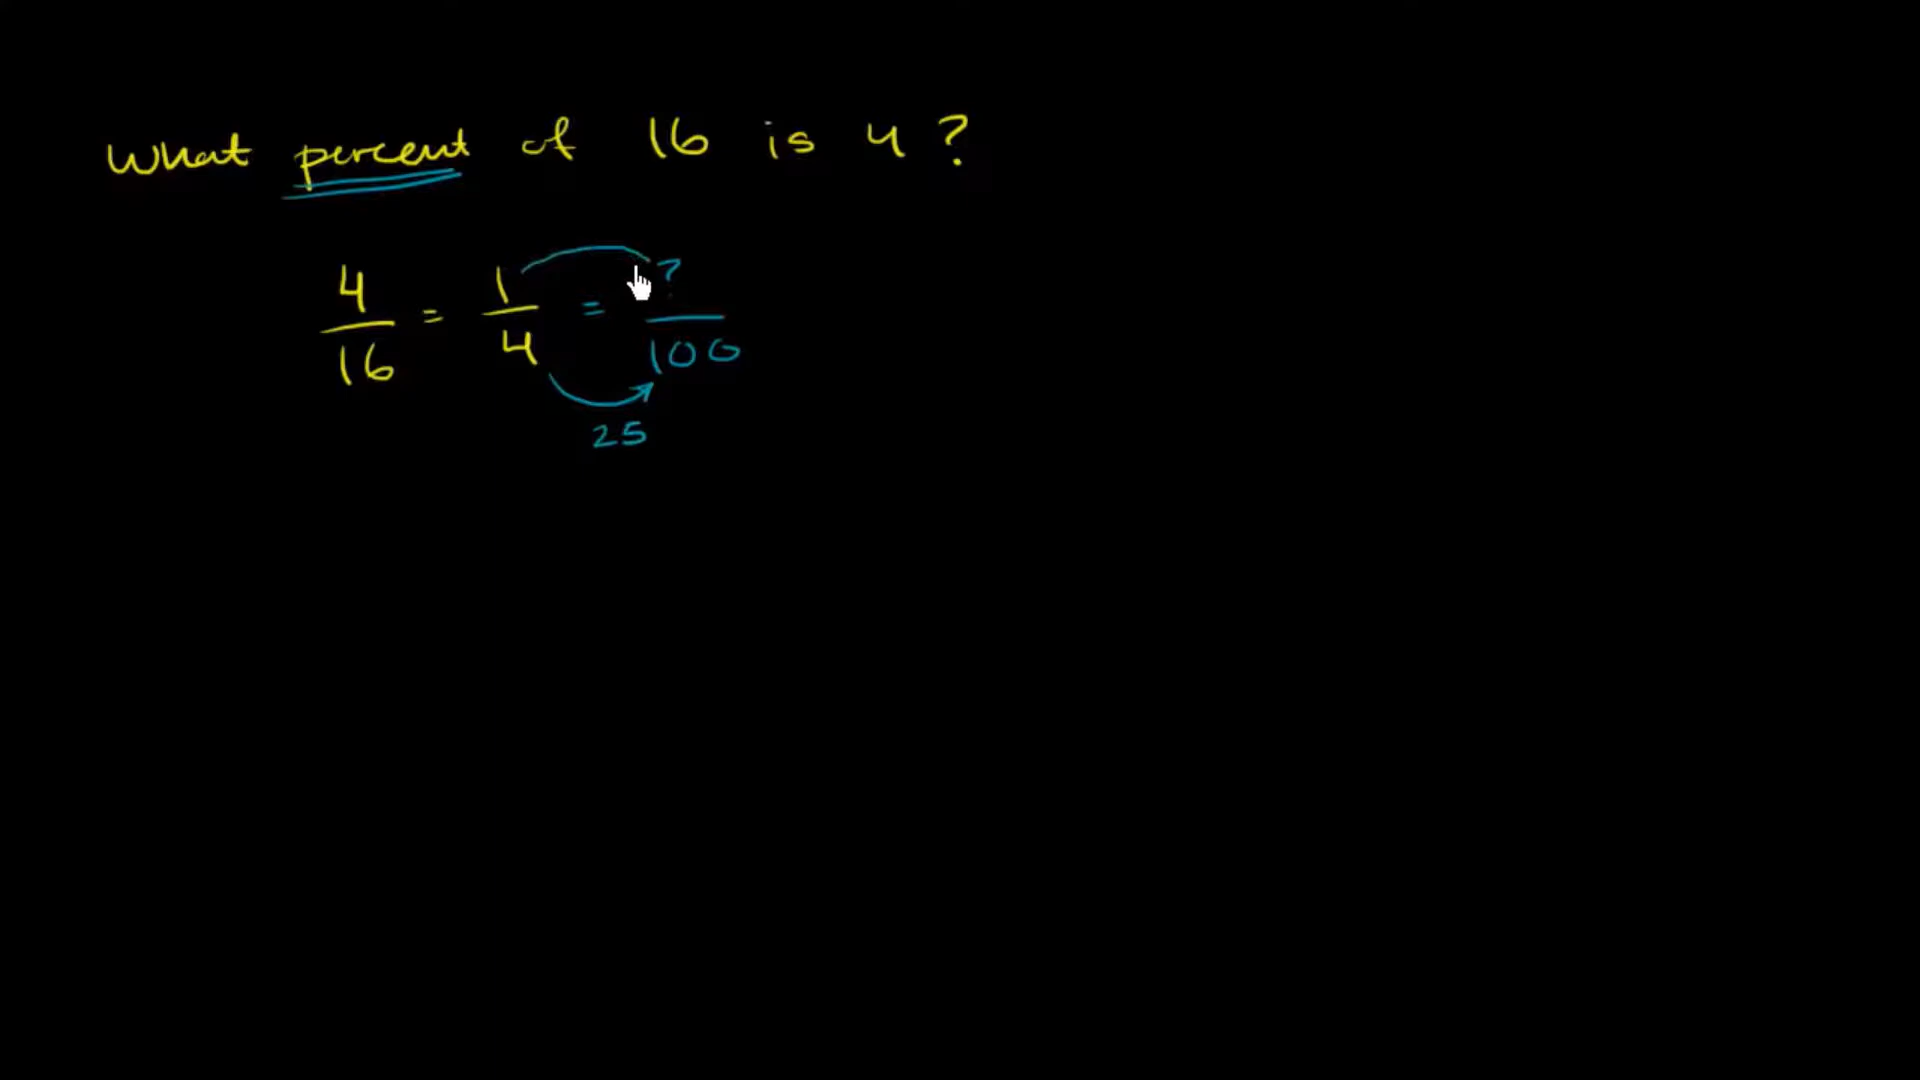 What percent of 16 is 4?
4/16 = 1/4 = ?/100
25